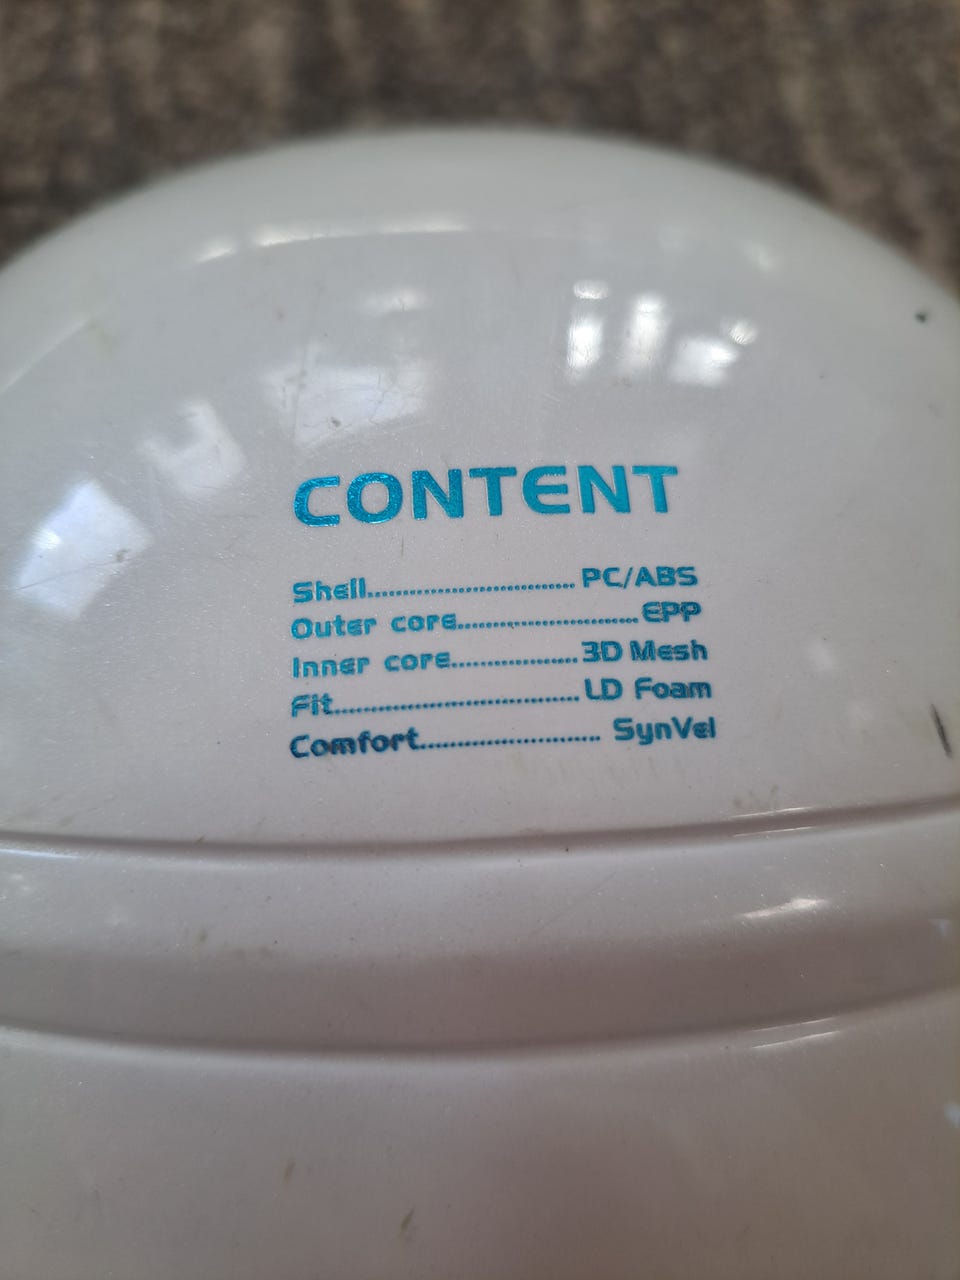 CONTENT
Shell.............................. PC/ABS
Outer core..............................EPP
Inner core....................3D Mesh
Fit........................................LD Foam
Comfort............................ SynVel